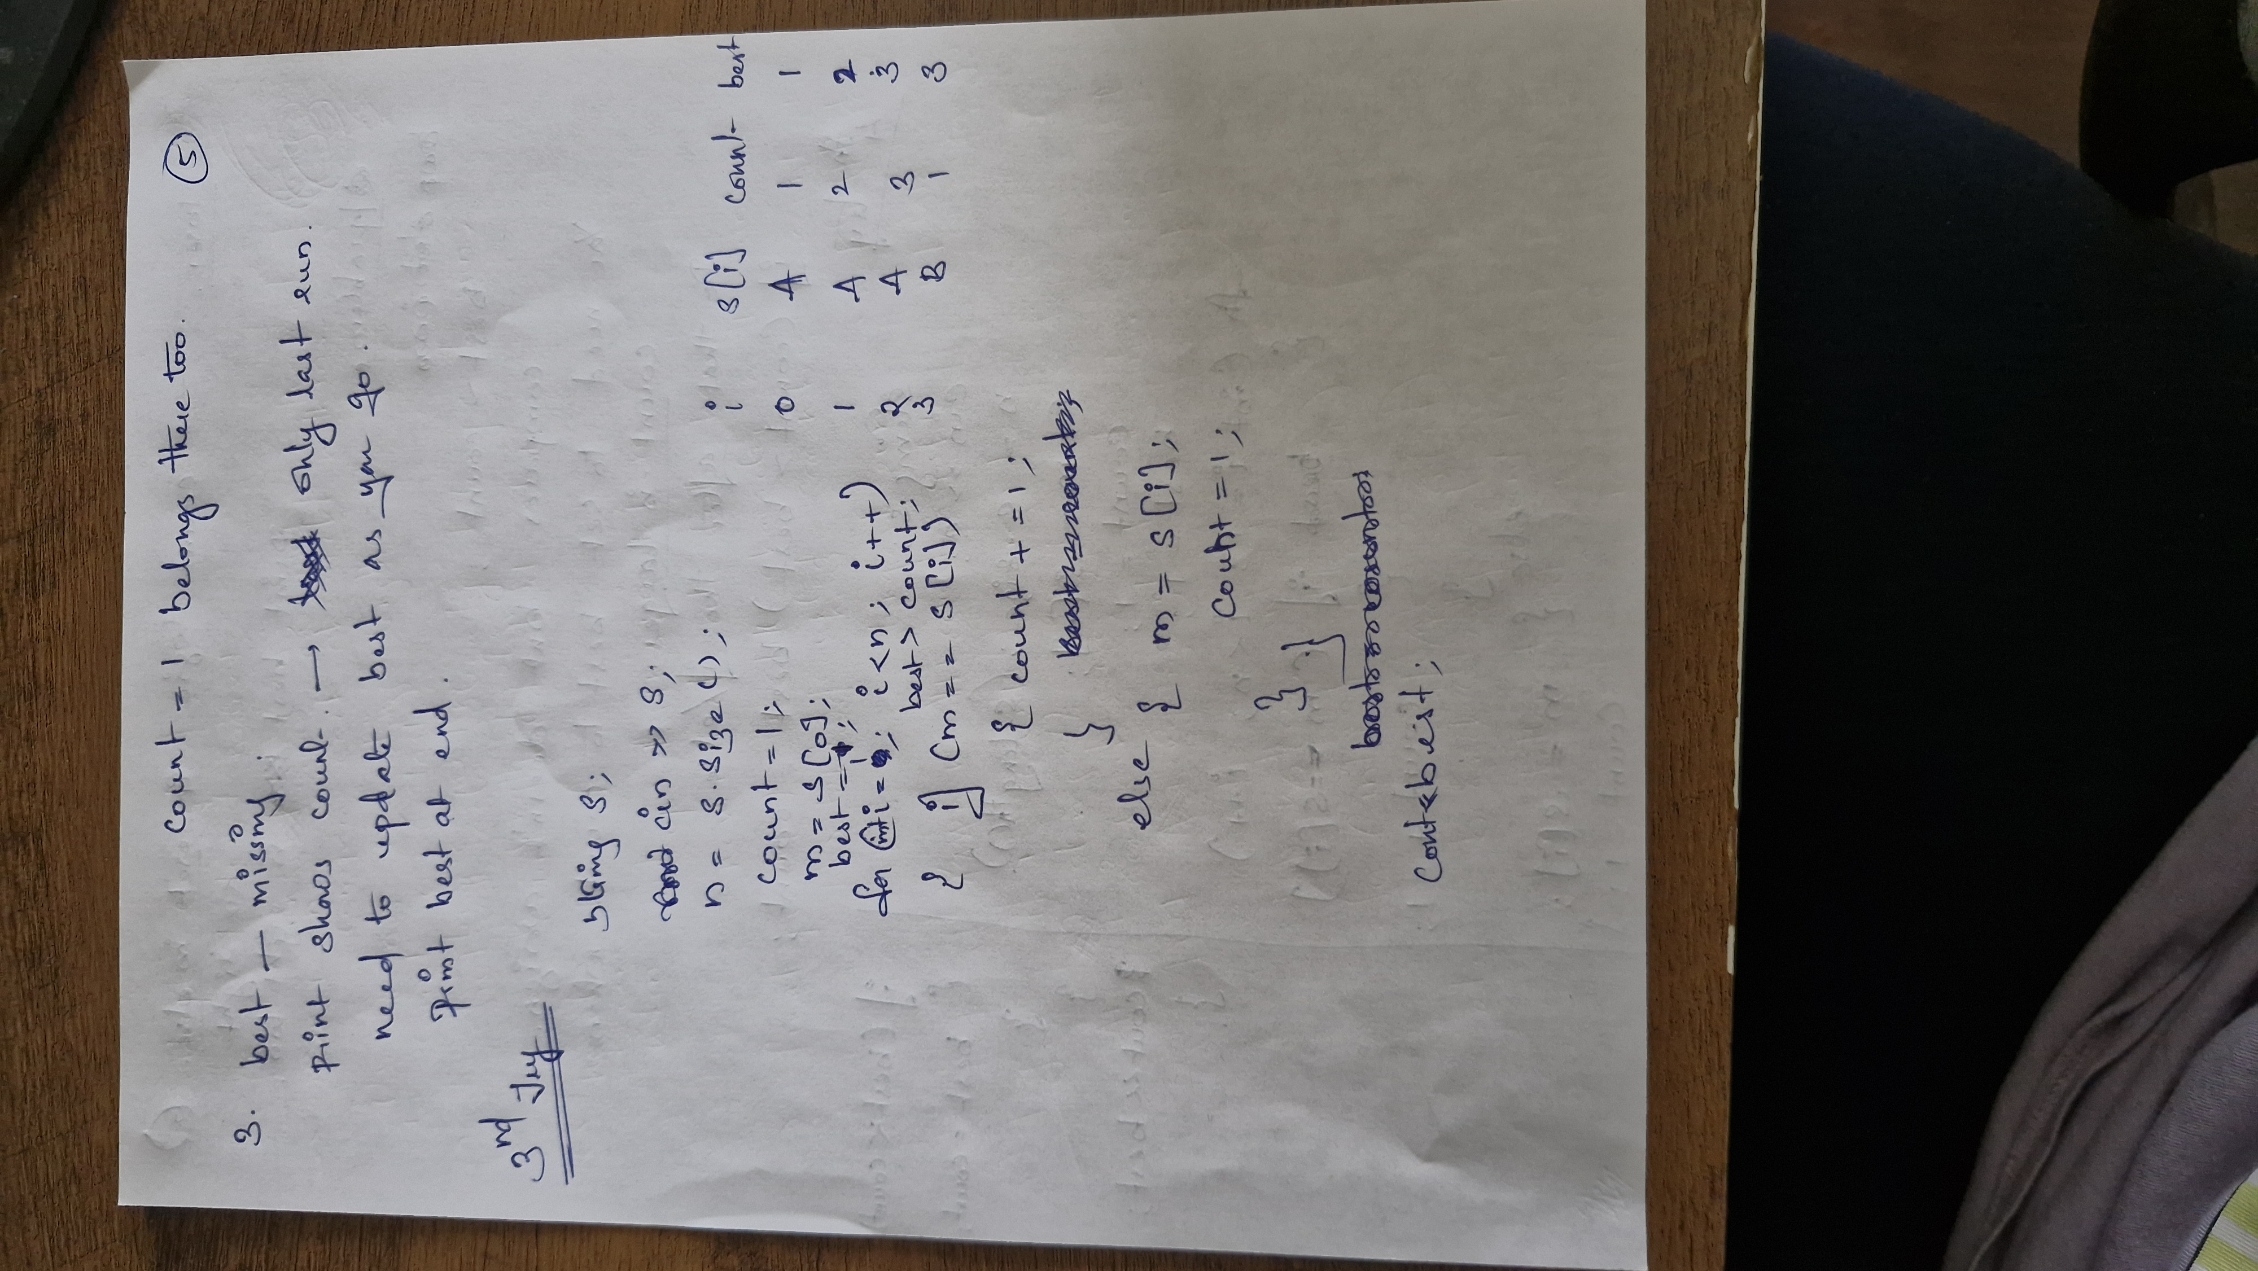 count = 1 belongs there too.
5
3. best — missing.
print shows count. → only last run.
need to update best as you go.
print best at end.
3nd Try
string s;
cin >> s;
n = s.size();
count = 1;
m = s[0];
best = 1;
for (int i = 1; i<n; i++)
best > count;
{ if (m == s[i])
{ count += 1;
}
else { m = s[i];
count = 1;
}
}
cout<best;
i s[i] count best
0 A 1 1
1 A 2 2
2 A 3 3
3 B 1 3